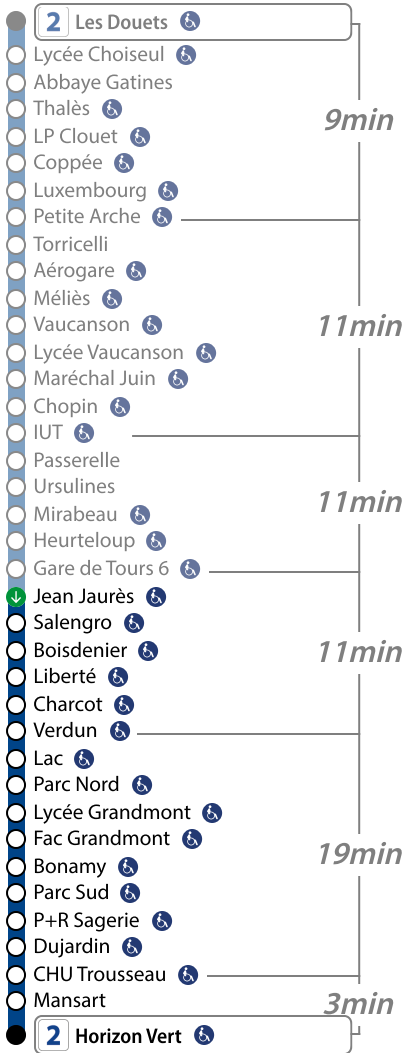 2 Les Douets
Lycée Choiseul
Abbaye Gatines
9min
Thalès
LP Clouet
Coppée
Luxembourg
Petite Arche
Torricelli
Aérogare
Méliès
11min
Vaucanson
Lycée Vaucanson
Maréchal Juin
Chopin
IUT
Passerelle
Ursulines
11min
Mirabeau
Heurteloup
Gare de Tours 6
Jean Jaurès
Salengro
Boisdenier
11min
Liberté
Charcot
Verdun
Lac
Parc Nord
Lycée Grandmont
Fac Grandmont
19min
Bonamy
Parc Sud
P+R Sagerie
Dujardin
CHU Trousseau
Mansart
3min
2 Horizon Vert